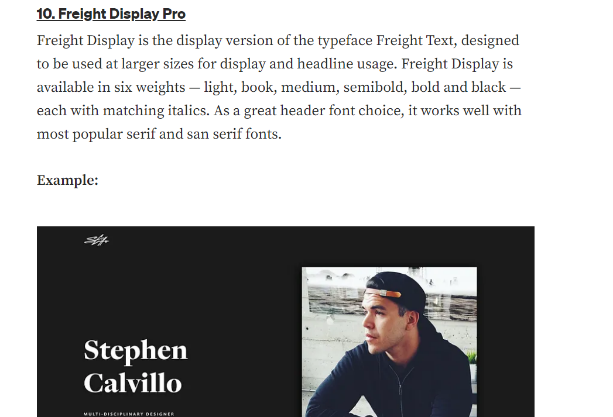 10. Freight Display Pro
Freight Display is the display version of the typeface Freight Text, designed
to be used at larger sizes for display and headline usage. Freight Display is
available in six weights — light, book, medium, semibold, bold and black —
each with matching italics. As a great header font choice, it works well with
most popular serif and san serif fonts.
Example:
Stephen
Calvillo
MULTI-DISCIPLINARY DESIGNER